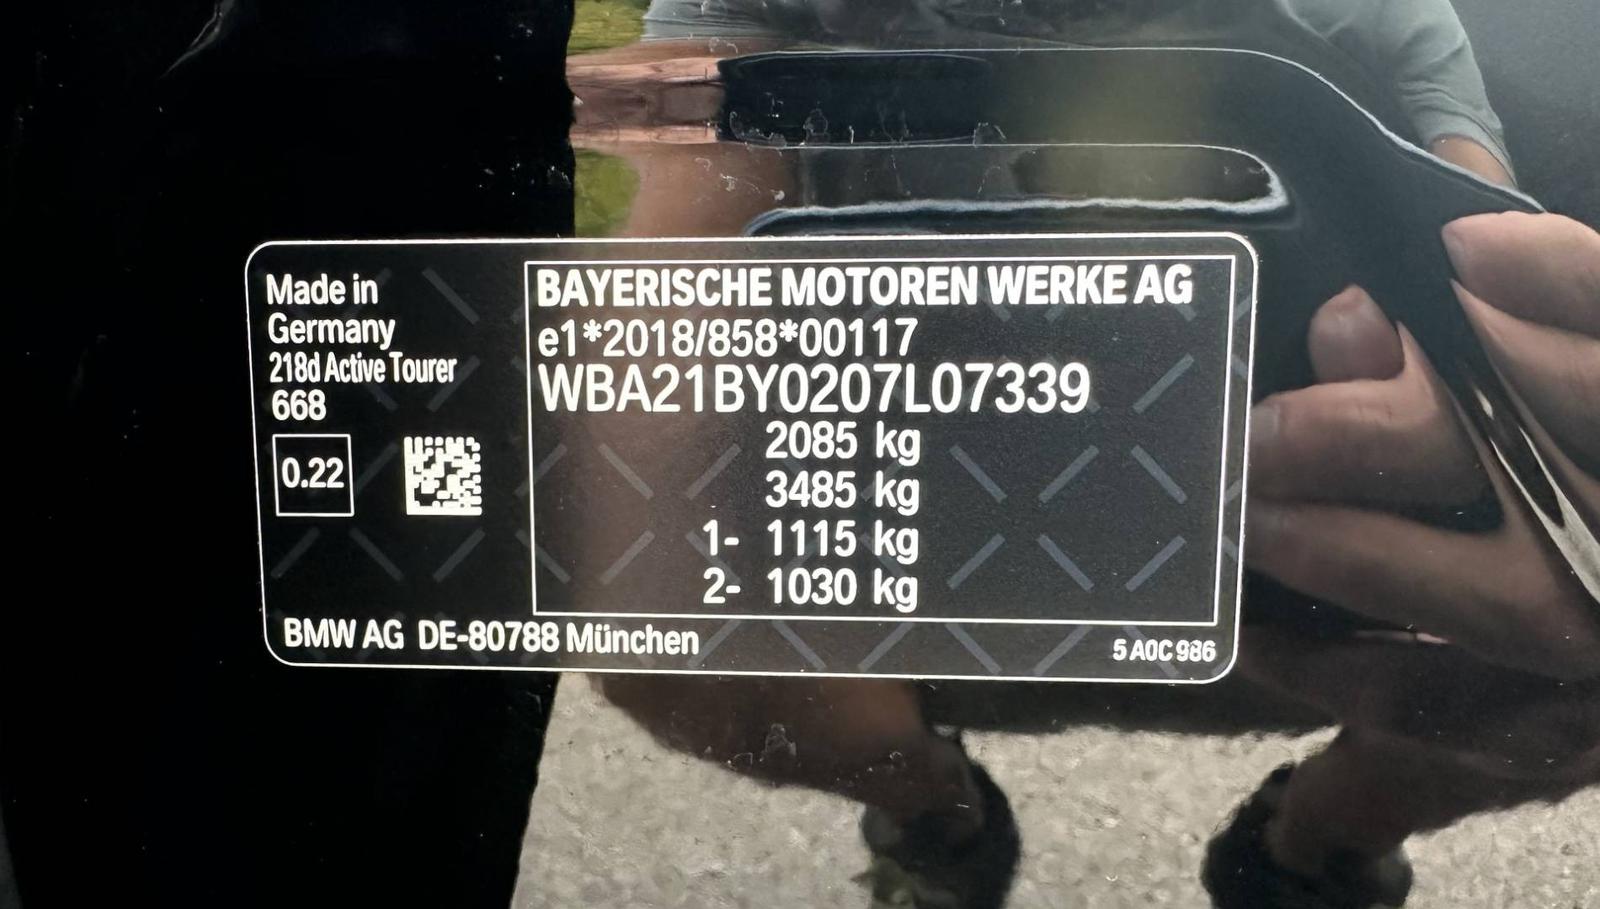 Made in
Germany
218d Active Tourer
668
0.22
BAYERISCHE MOTOREN WERKE AG
e1*2018/858*00117
WBA21BY0207L07339
2085 kg
3485 kg
1- 1115 kg
2- 1030 kg
BMW AG DE-80788 München
5 A0C 986